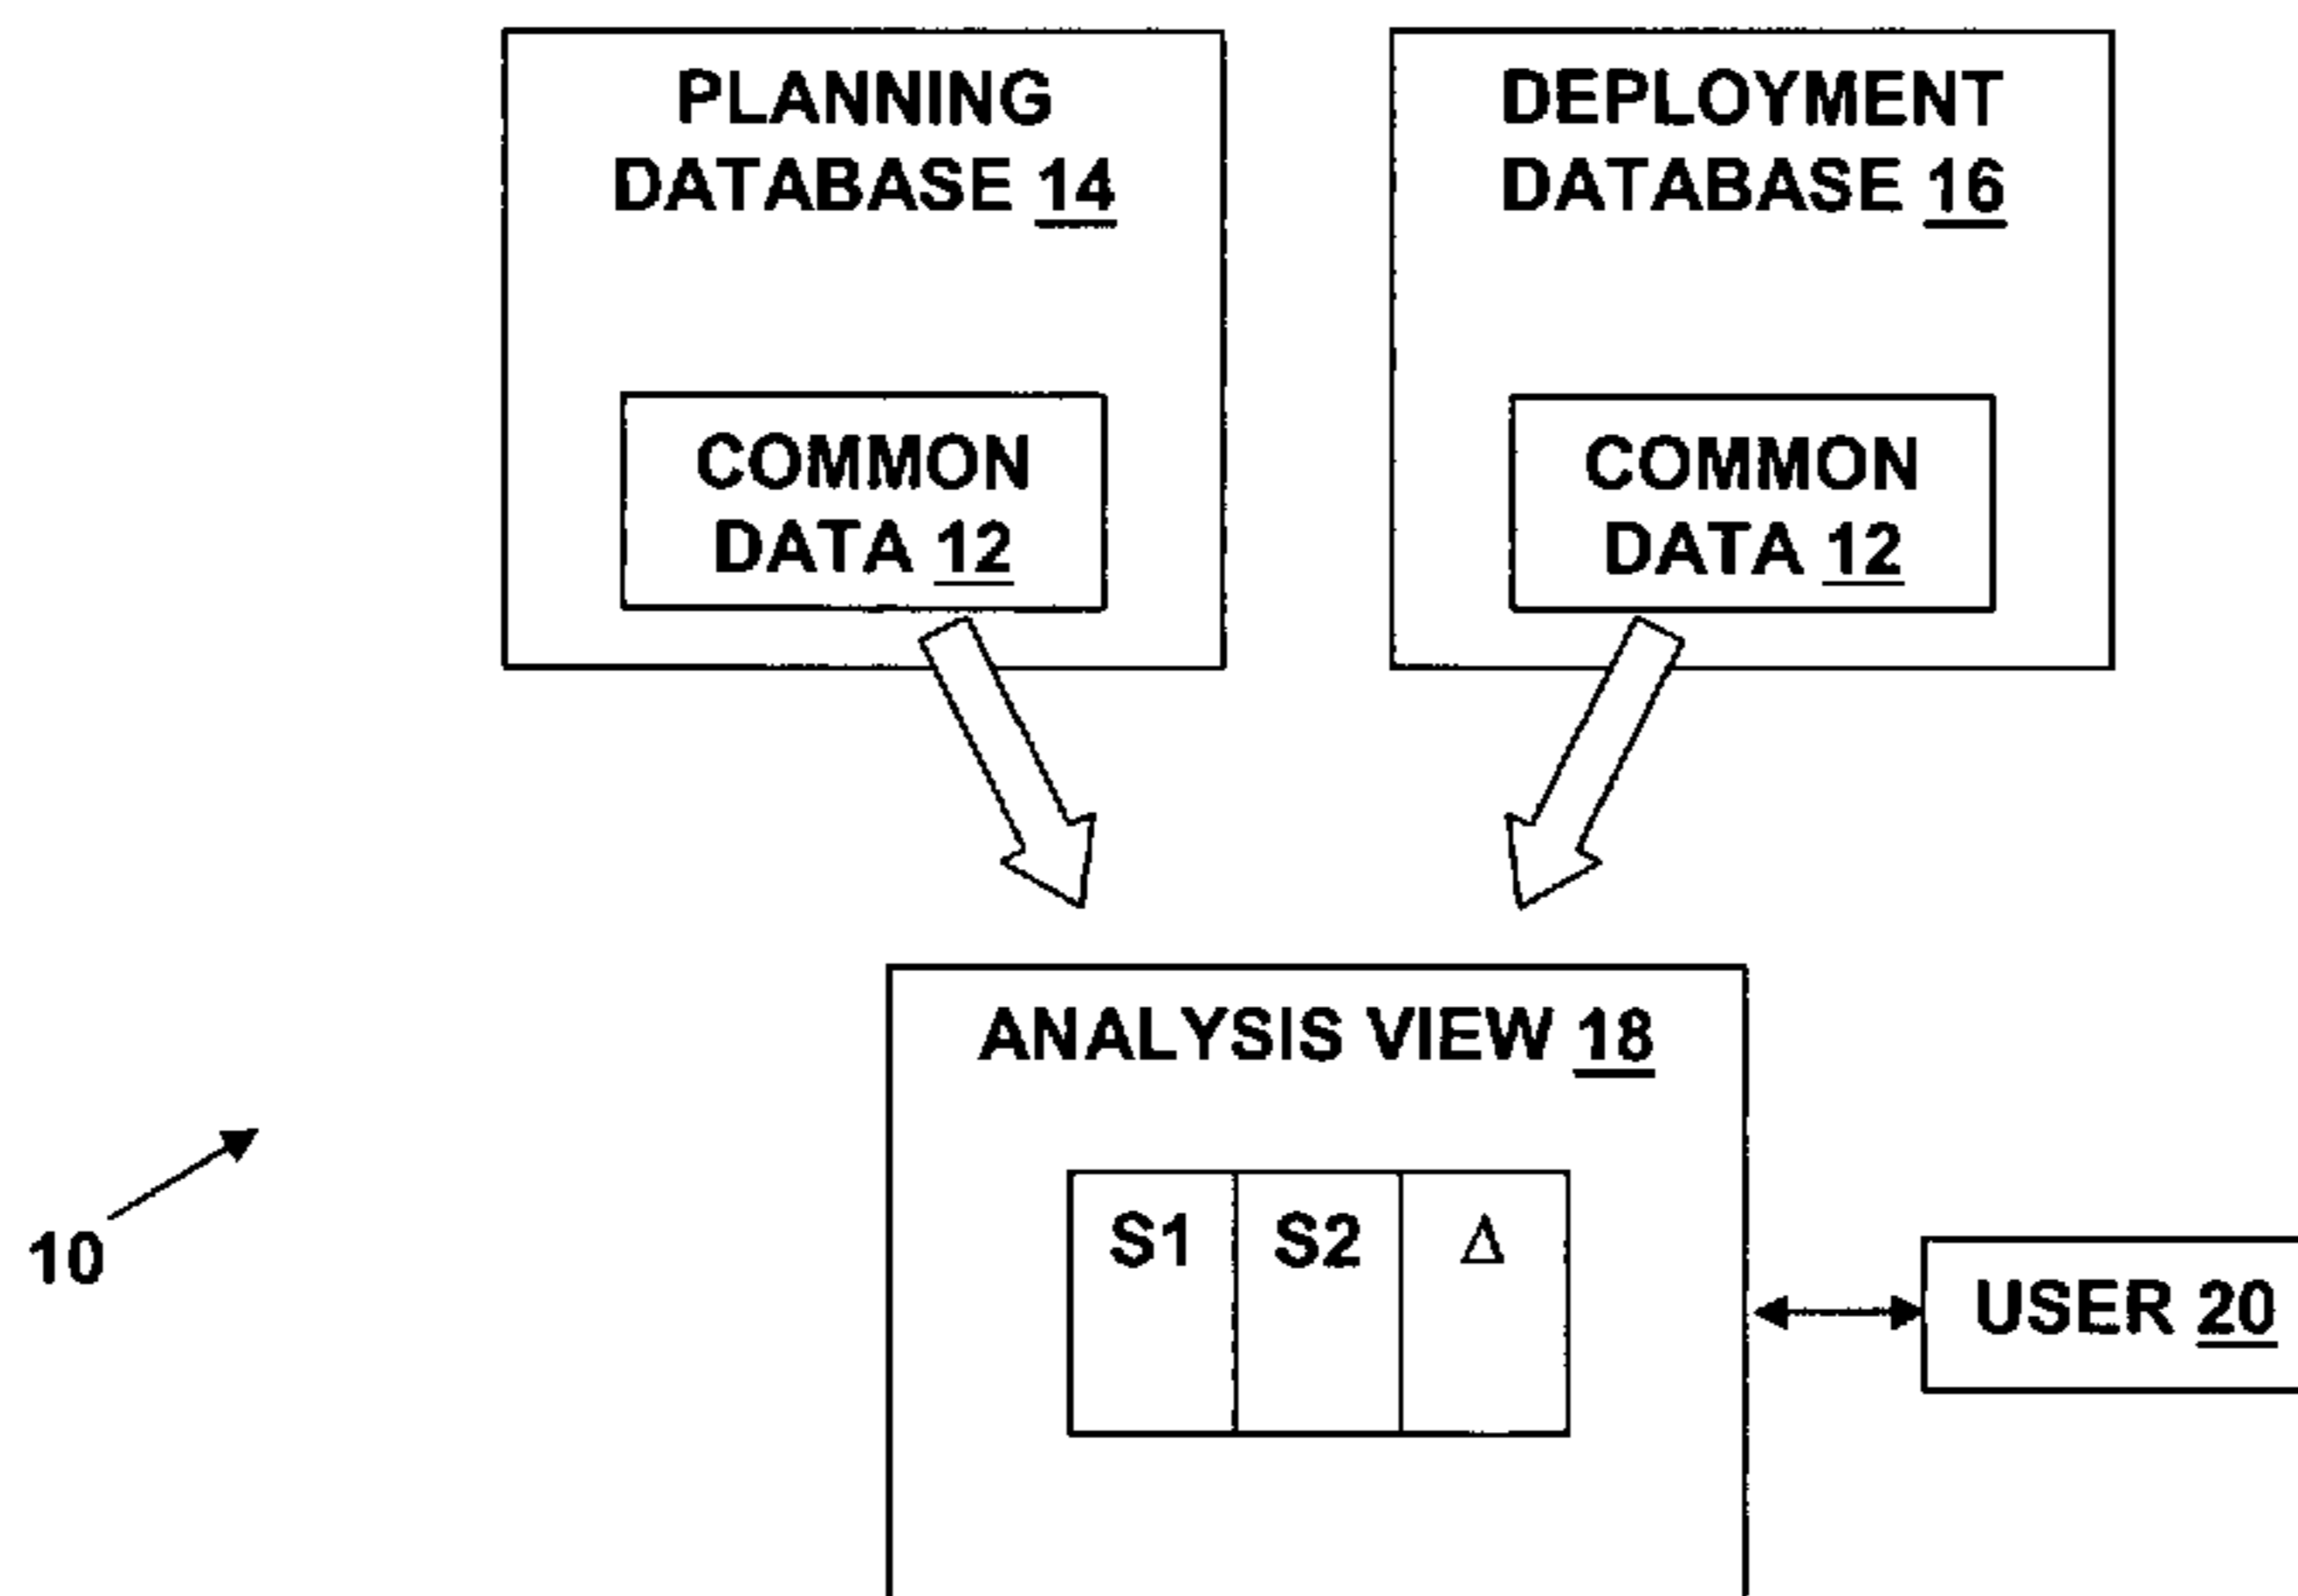 PLANNING
DATABASE 14
DEPLOYMENT
DATABASE 16
COMMON
DATA 12
COMMON
DATA 12
ANALYSIS VIEW 18
S1 S2 Δ
10
USER 20